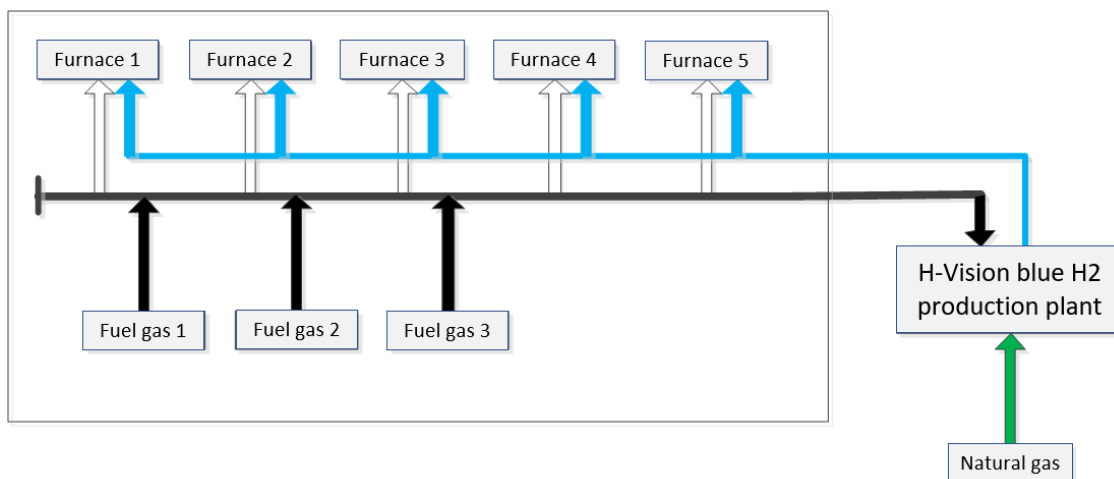 Furnace 1
Furnace 2
Furnace 3
Furnace 4
Furnace 5
Fuel gas 1
Fuel gas 2
Fuel gas 3
H-Vision blue H2
production plant
Natural gas